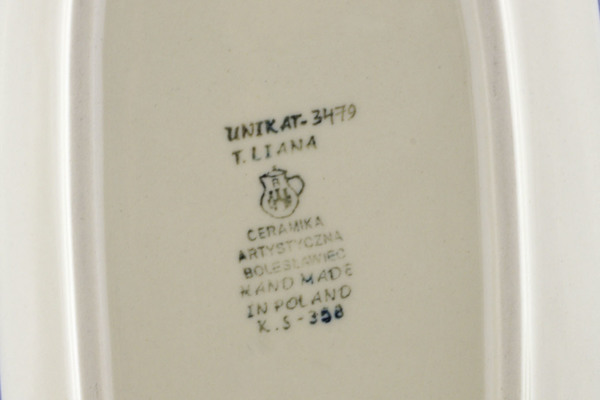 UNIKAT-3479
T. LIANA
CERAMIKA
ARTYSTYCZNA
BOLESŁAWIEC
HAND MADE
IN POLAND
K.S-358